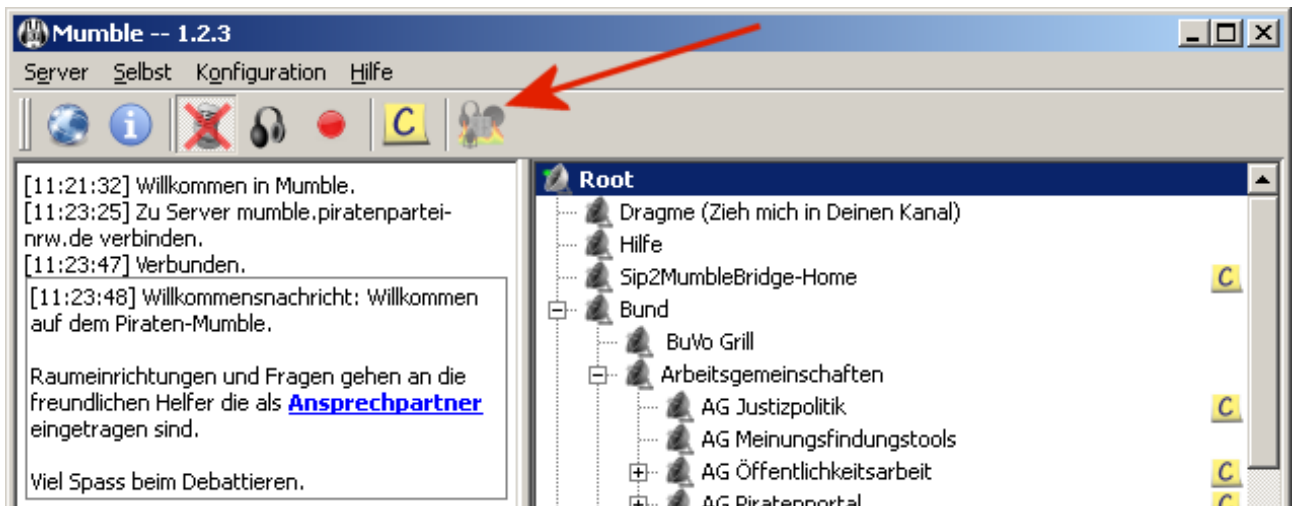 Mumble -- 1.2.3
Server Selbst Konfiguration Hilfe
C
[11:21:32] Willkommen in Mumble.
[11:23:25] Zu Server mumble.piratenpartei-
nrw.de verbinden.
[11:23:47] Verbunden.
[11:23:48] Willkommensnachricht: Willkommen
auf dem Piraten-Mumble.
Raumeinrichtungen und Fragen gehen an die
freundlichen Helfer die als Ansprechpartner
eingetragen sind.
Viel Spass beim Debattieren.
Root
Dragme (Zieh mich in Deinen Kanal)
Hilfe
Sip2MumbleBridge-Home C
Bund
BuVo Grill
Arbeitsgemeinschaften
AG Justizpolitik C
AG Meinungsfindungstools
AG Öffentlichkeitsarbeit C
AG Piratenportal C